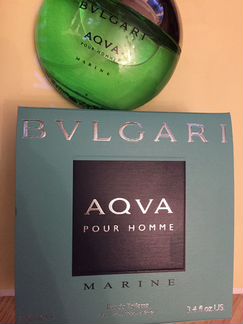 BVLGARI
AQVA
POUR HOMME
MARINE
BVLGARI
AQVA
POUR HOMME
MARINE
Eau de Toilette
3.4 fl.oz. US